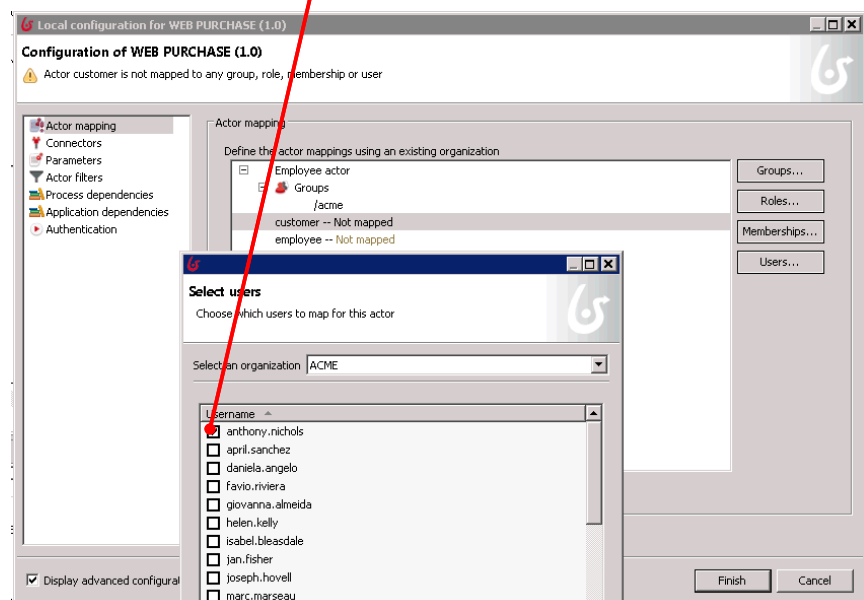 Local configuration for WEB PURCHASE (1.0)
Configuration of WEB PURCHASE (1.0)
Actor customer is not mapped to any group, role, membership or user
Actor mapping
Connectors
Parameters
Actor filters
Process dependencies
Application dependencies
Authentication
Actor mapping
Define the actor mappings using an existing organization
Employee actor
Groups
/acme
customer -- Not mapped
employee -- Not mapped
Groups...
Roles...
Memberships...
Users...
Select users
Choose which users to map for this actor
Select an organization ACME
Username
anthony.nichols
april.sanchez
daniela.angelo
favio.riviera
giovanna.almeida
helen.kelly
isabel.bleasdale
jan.fisher
joseph.hovell
marc.marseau
Display advanced configurat
Finish Cancel